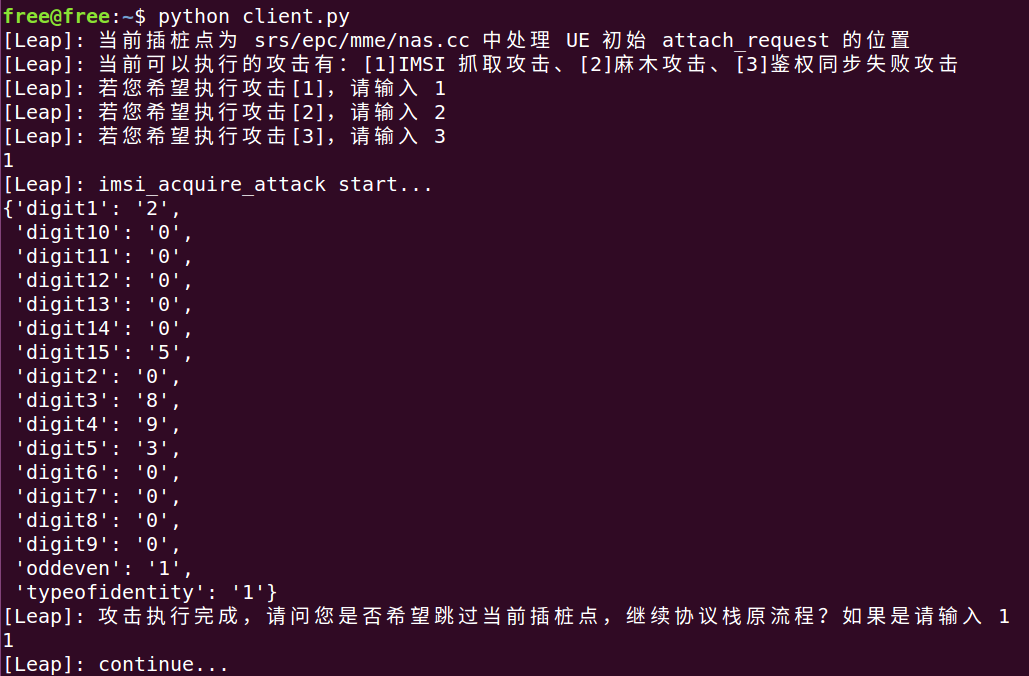 free@free:~$ python client.py
[Leap]: 当前插桩点为 srs/epc/mme/nas.cc 中处理 UE 初始 attach_request 的位置
[Leap]: 当前可以执行的攻击有：[1]IMSI 抓取攻击、[2]麻木攻击、[3]鉴权同步失败攻击
[Leap]: 若您希望执行攻击[1]，请输入 1
[Leap]: 若您希望执行攻击[2]，请输入 2
[Leap]: 若您希望执行攻击[3]，请输入 3
1
[Leap]: imsi_acquire_attack start...
{'digit1': '2',
 'digit10': '0',
 'digit11': '0',
 'digit12': '0',
 'digit13': '0',
 'digit14': '0',
 'digit15': '5',
 'digit2': '0',
 'digit3': '8',
 'digit4': '9',
 'digit5': '3',
 'digit6': '0',
 'digit7': '0',
 'digit8': '0',
 'digit9': '0',
 'oddeven': '1',
 'typeofidentity': '1'}
[Leap]: 攻击执行完成，请问您是否希望跳过当前插桩点，继续协议栈原流程？如果是请输入 1
1
[Leap]: continue...